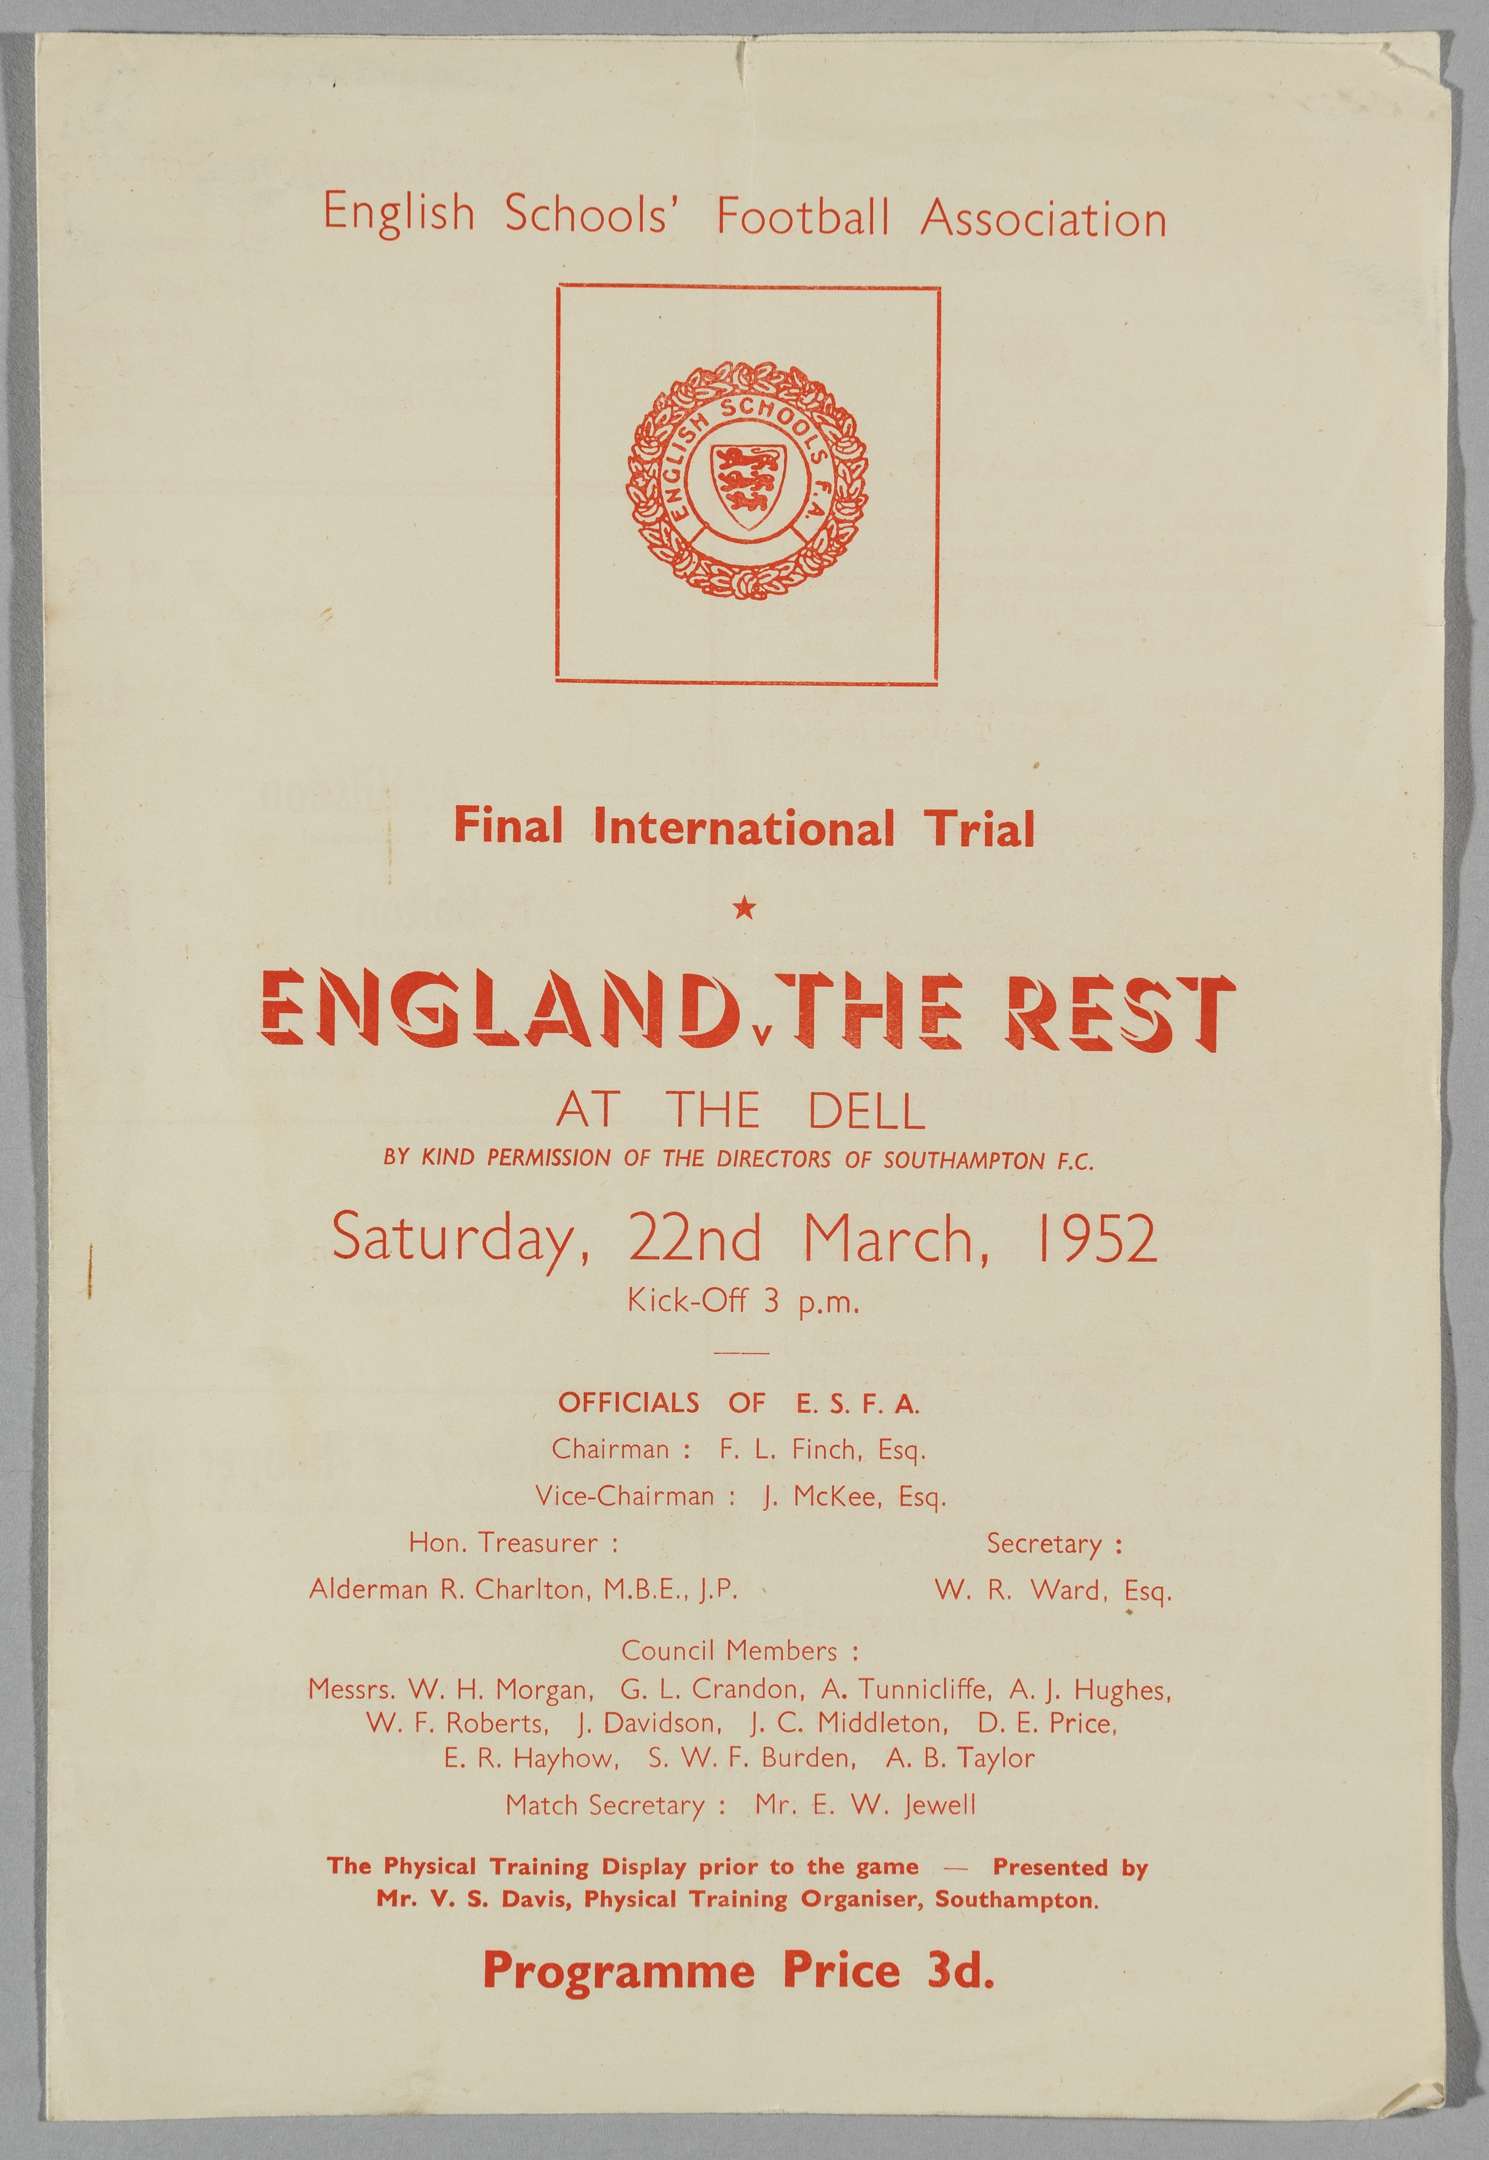 English Schools' Football Association
ENGLISH SCHOOLS F.A.
Final International Trial
ENGLAND v THE REST
AT THE DELL
BY KIND PERMISSION OF THE DIRECTORS OF SOUTHAMPTON F.C.
Saturday, 22nd March, 1952
Kick-Off 3 p.m.
OFFICIALS OF E. S. F. A.
Chairman : F. L. Finch, Esq.
Vice-Chairman : J. McKee, Esq.
Hon. Treasurer : Secretary :
Alderman R. Charlton, M.B.E., J.P. W. R. Ward, Esq.
Council Members :
Messrs. W. H. Morgan, G. L. Crandon, A. Tunnicliffe, A. J. Hughes,
W. F. Roberts, J. Davidson, J. C. Middleton, D. E. Price,
E. R. Hayhow, S. W. F. Burden, A. B. Taylor
Match Secretary : Mr. E. W. Jewell
The Physical Training Display prior to the game — Presented by
Mr. V. S. Davis, Physical Training Organiser, Southampton.
Programme Price 3d.